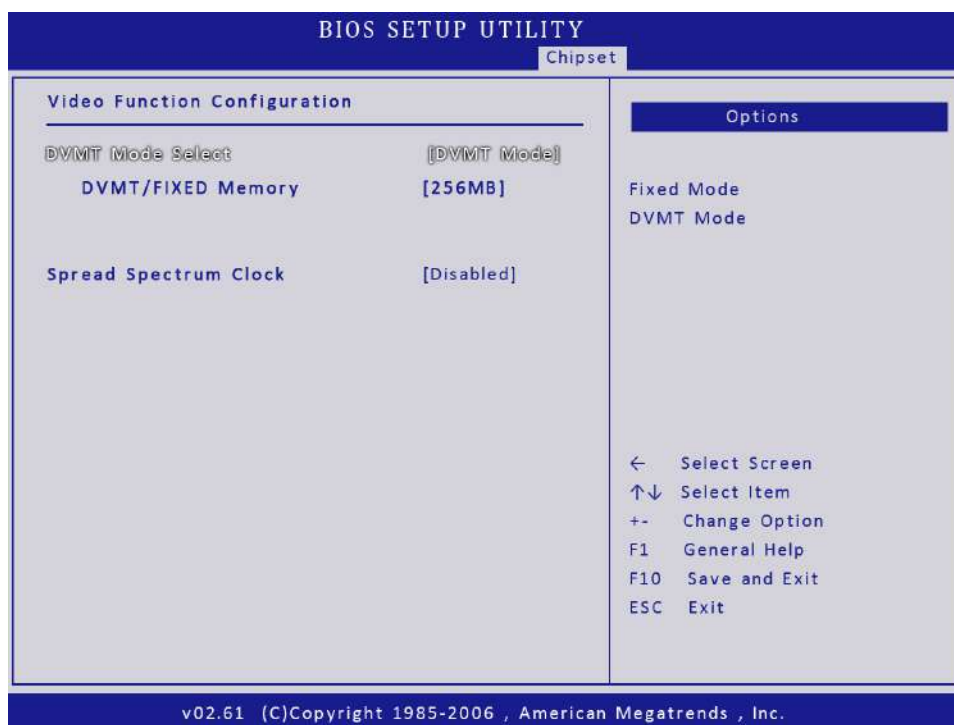 BIOS SETUP UTILITY
Chipset
Video Function Configuration
DVMT Mode Select [DVMT Mode]
DVMT/FIXED Memory [256MB]
Spread Spectrum Clock [Disabled]
Options
Fixed Mode
DVMT Mode
← Select Screen
↑↓ Select Item
+- Change Option
F1 General Help
F10 Save and Exit
ESC Exit
v02.61 (C)Copyright 1985-2006 , American Megatrends , Inc.